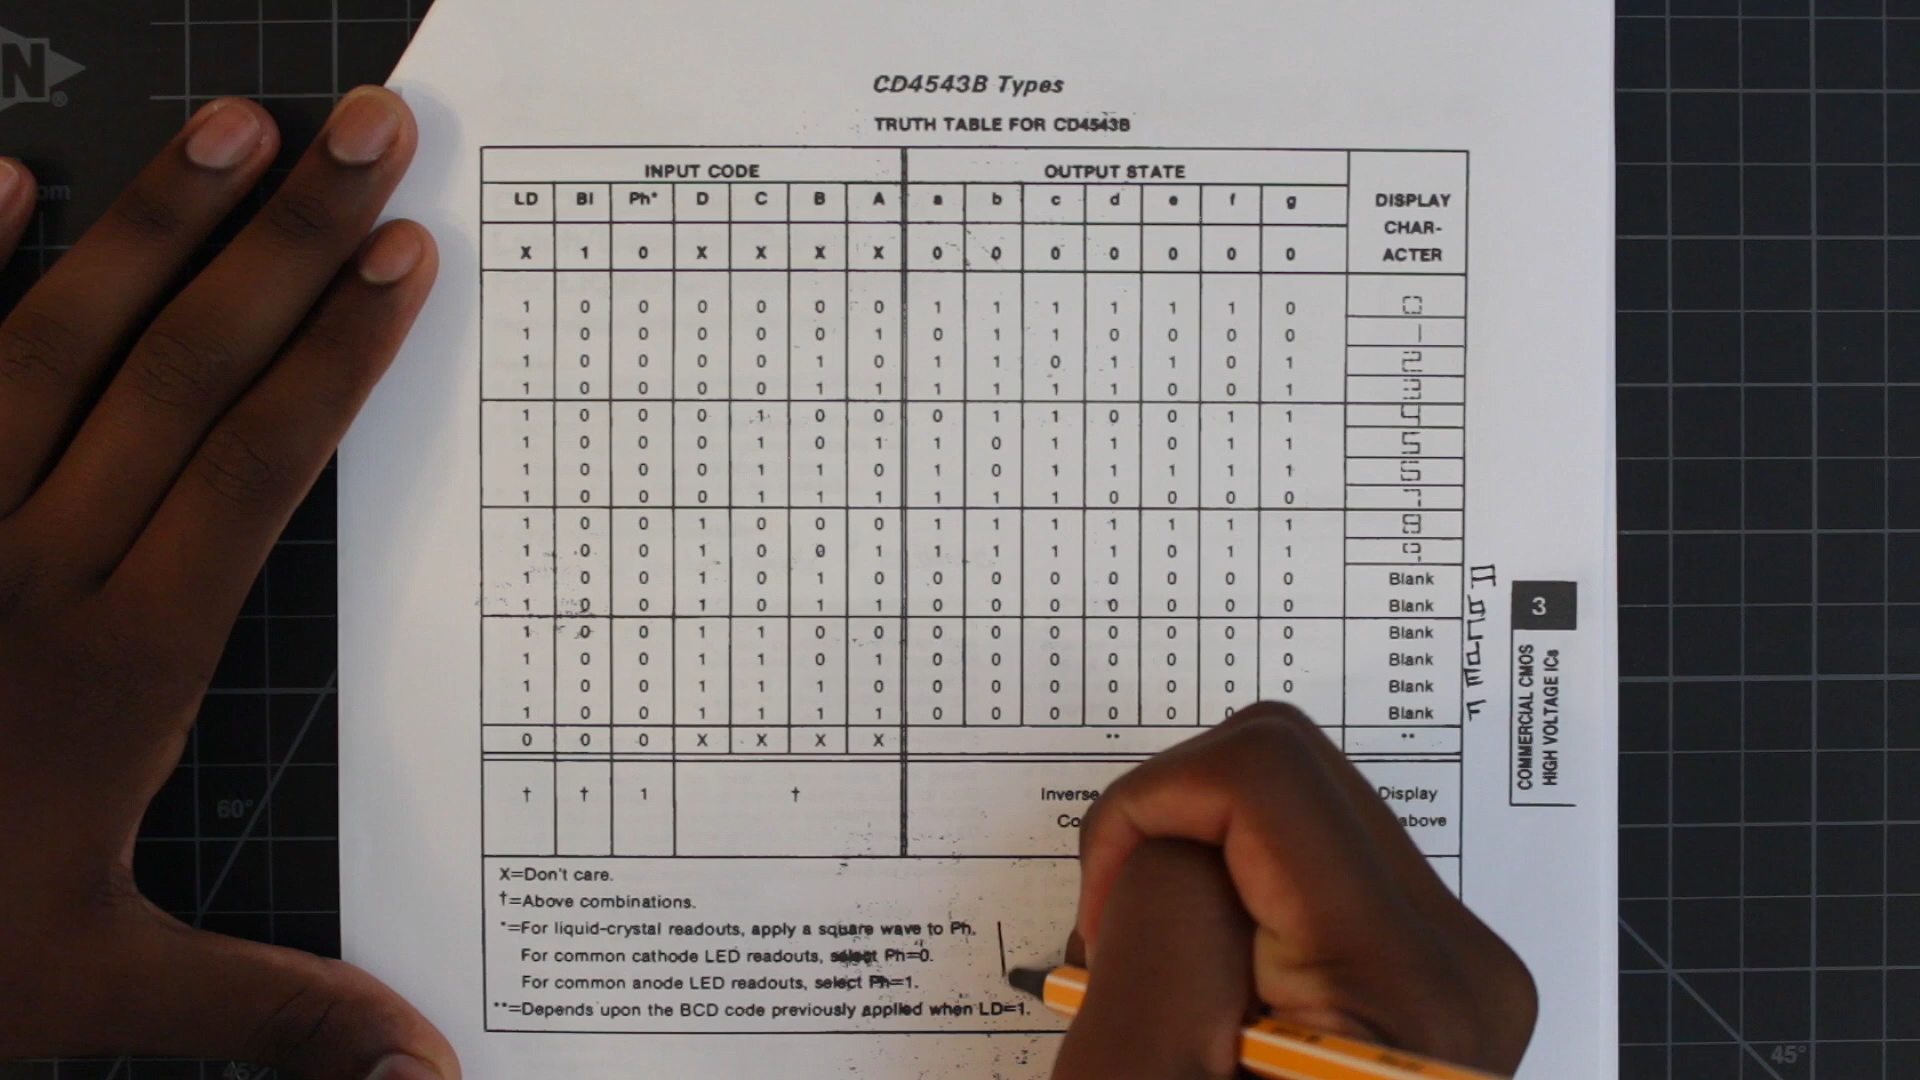 N
®
CD4543B Types
TRUTH TABLE FOR CD4543B
INPUT CODE OUTPUT STATE DISPLAY CHAR- ACTER
LD BI Ph* D C B A a b c d e f g
X 1 0 X X X X 0 0 0 0 0 0 0
1 0 0 0 0 0 0 1 1 1 1 1 1 0 0
1 0 0 0 0 0 1 0 1 1 0 0 0 0 1
1 0 0 0 0 1 0 1 1 0 1 1 0 1 2
1 0 0 0 0 1 1 1 1 1 1 0 0 1 3
1 0 0 0 1 0 0 0 1 1 0 0 1 1 4
1 0 0 0 1 0 1 1 0 1 1 0 1 1 5
1 0 0 0 1 1 0 1 0 1 1 1 1 1 6
1 0 0 0 1 1 1 1 1 1 0 0 0 0 7
1 0 0 1 0 0 0 1 1 1 1 1 1 1 8
1 0 0 1 0 0 1 1 1 1 1 0 1 1 9
1 0 0 1 0 1 0 0 0 0 0 0 0 0 Blank
1 0 0 1 0 1 1 0 0 0 0 0 0 0 Blank
1 0 0 1 1 0 0 0 0 0 0 0 0 0 Blank
1 0 0 1 1 0 1 0 0 0 0 0 0 0 Blank
1 0 0 1 1 1 0 0 0 0 0 0 0 0 Blank
1 0 0 1 1 1 1 0 0 0 0 0 0 Blank
0 0 0 X X X X ** **
† † 1 † Inverse Display
above
X=Don't care.
†=Above combinations.
*=For liquid-crystal readouts, apply a square wave to Ph.
For common cathode LED readouts, select Ph=0.
For common anode LED readouts, select Ph=1.
**=Depends upon the BCD code previously applied when LD=1.
3
COMMERCIAL CMOS
HIGH VOLTAGE ICs
60°
45°
45°